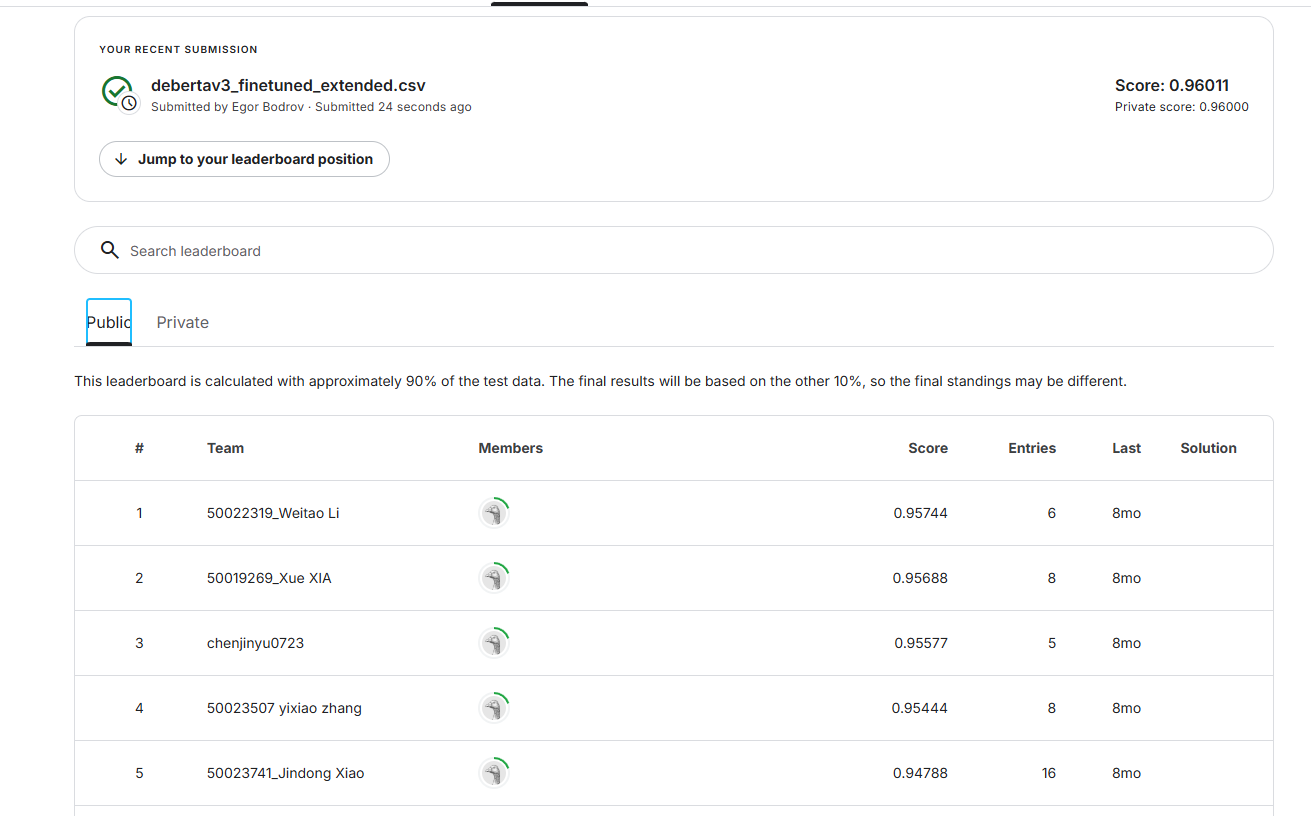 YOUR RECENT SUBMISSION
debertav3_finetuned_extended.csv
Score: 0.96011
Submitted by Egor Bodrov · Submitted 24 seconds ago
Private score: 0.96000
Jump to your leaderboard position
Search leaderboard
Public Private
This leaderboard is calculated with approximately 90% of the test data. The final results will be based on the other 10%, so the final standings may be different.
# Team Members Score Entries Last Solution
1 50022319_Weitao Li 0.95744 6 8mo
2 50019269_Xue XIA 0.95688 8 8mo
3 chenjinyu0723 0.95577 5 8mo
4 50023507 yixiao zhang 0.95444 8 8mo
5 50023741_Jindong Xiao 0.94788 16 8mo